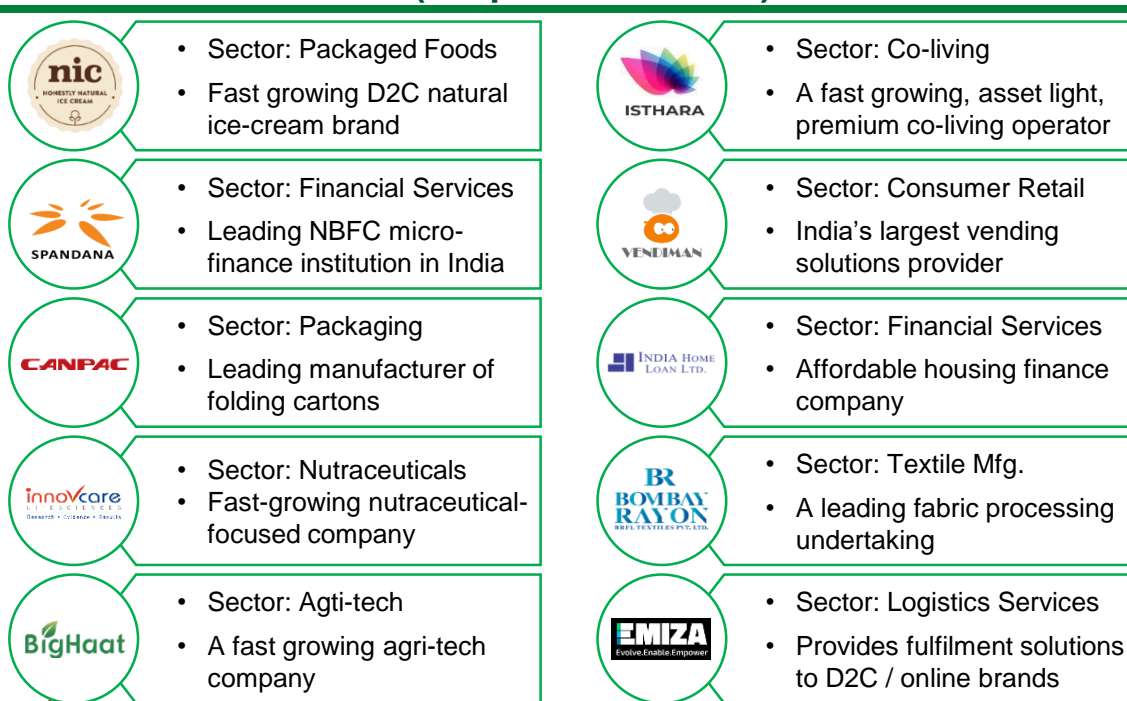 nic
HONESTLY NATURAL
ICE CREAM
• Sector: Packaged Foods
• Fast growing D2C natural
ice-cream brand
SPANDANA
• Sector: Financial Services
• Leading NBFC micro-
finance institution in India
CANPAC
• Sector: Packaging
• Leading manufacturer of
folding cartons
innovcare
LIFESCIENCES
Research • Evidence • Results
• Sector: Nutraceuticals
• Fast-growing nutraceutical-
focused company
BigHaat
• Sector: Agti-tech
• A fast growing agri-tech
company
ISTHARA
• Sector: Co-living
• A fast growing, asset light,
premium co-living operator
VENDIMAN
• Sector: Consumer Retail
• India's largest vending
solutions provider
INDIA HOME
LOAN LTD.
• Sector: Financial Services
• Affordable housing finance
company
BR
BOMBAY
RAYON
BRFL TEXTILES PVT. LTD.
• Sector: Textile Mfg.
• A leading fabric processing
undertaking
EMIZA
Evolve.Enable.Empower
• Sector: Logistics Services
• Provides fulfilment solutions
to D2C / online brands